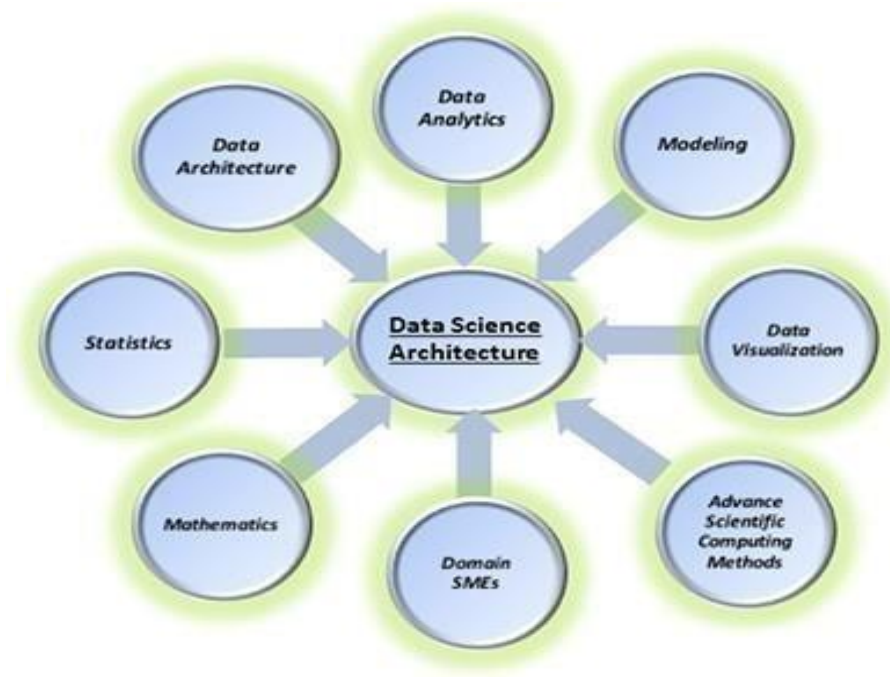 Data
Analytics
Data
Architecture
Modeling
Statistics
Data Science
Architecture
Data
Visualization
Mathematics
Domain
SMEs
Advance
Scientific
Computing
Methods